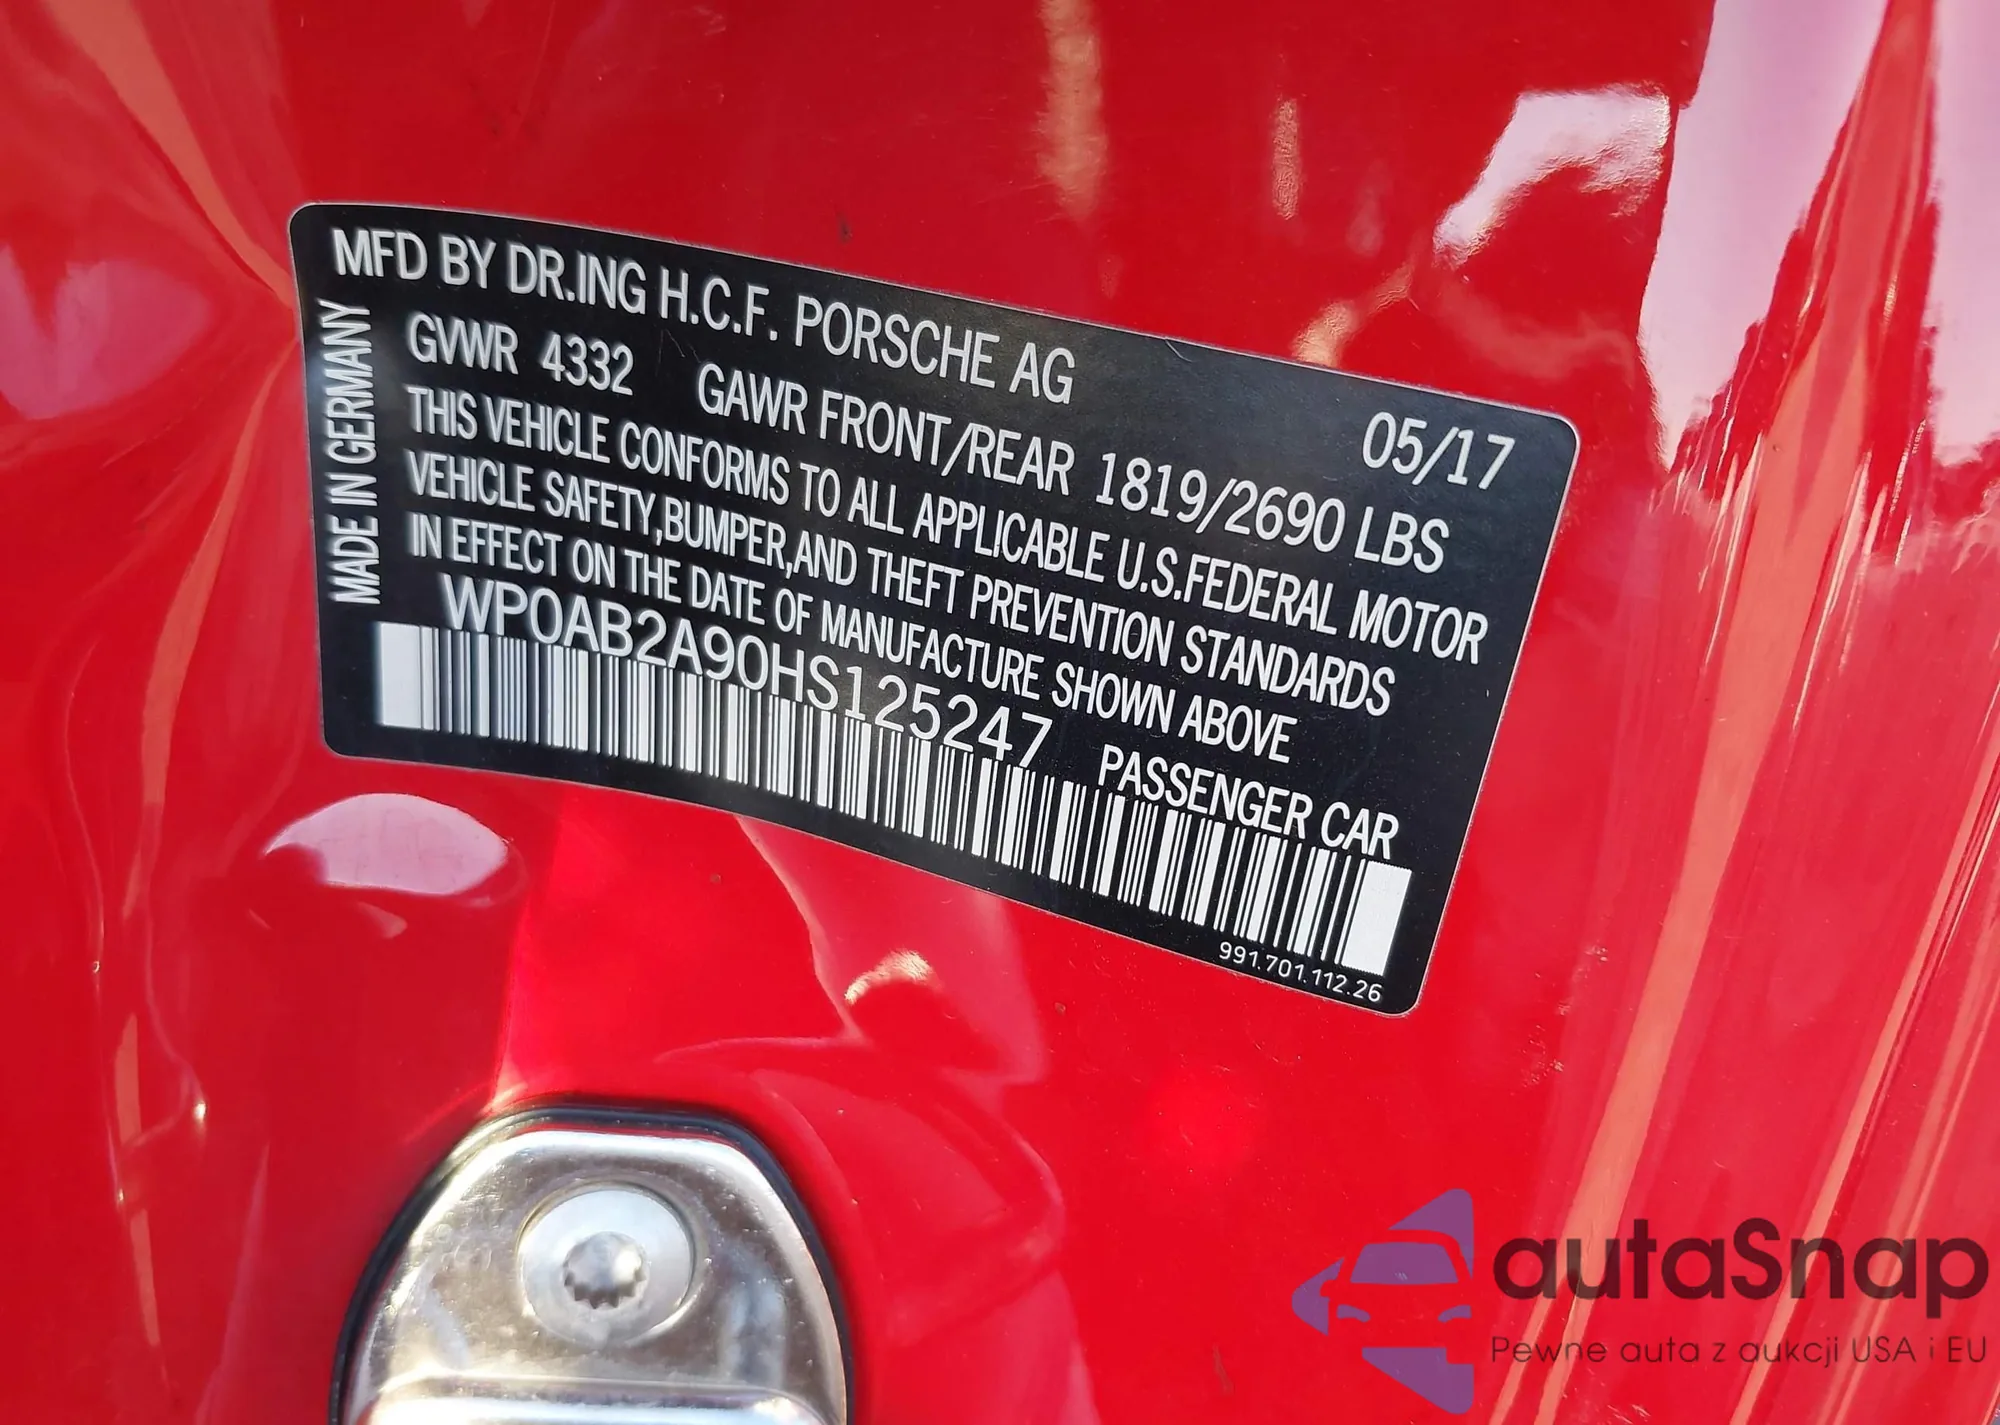 MFD BY DR.ING H.C.F. PORSCHE AG 05/17
GVWR 4332 GAWR FRONT/REAR 1819/2690 LBS
THIS VEHICLE CONFORMS TO ALL APPLICABLE U.S.FEDERAL MOTOR
VEHICLE SAFETY,BUMPER,AND THEFT PREVENTION STANDARDS
IN EFFECT ON THE DATE OF MANUFACTURE SHOWN ABOVE
WP0AB2A90HS125247 PASSENGER CAR
991.701.112.26
MADE IN GERMANY
autaSnap
Pewne auta z aukcji USA i EU